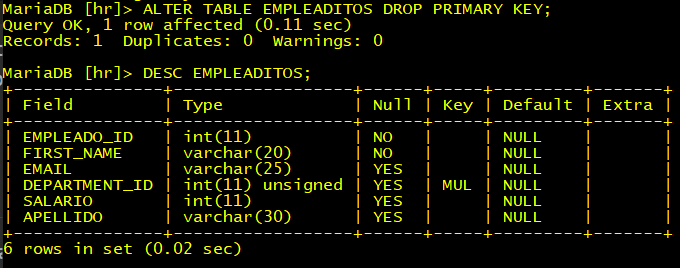 MariaDB [hr]> ALTER TABLE EMPLEADITOS DROP PRIMARY KEY;
Query OK, 1 row affected (0.11 sec)
Records: 1  Duplicates: 0  Warnings: 0

MariaDB [hr]> DESC EMPLEADITOS;
+---------------+------------------+------+-----+---------+-------+
| Field         | Type             | Null | Key | Default | Extra |
+---------------+------------------+------+-----+---------+-------+
| EMPLEADO_ID   | int(11)          | NO   |     | NULL    |       |
| FIRST_NAME    | varchar(20)      | NO   |     | NULL    |       |
| EMAIL         | varchar(25)      | YES  |     | NULL    |       |
| DEPARTMENT_ID | int(11) unsigned | YES  | MUL | NULL    |       |
| SALARIO       | int(11)          | YES  |     | NULL    |       |
| APELLIDO      | varchar(30)      | YES  |     | NULL    |       |
+---------------+------------------+------+-----+---------+-------+
6 rows in set (0.02 sec)